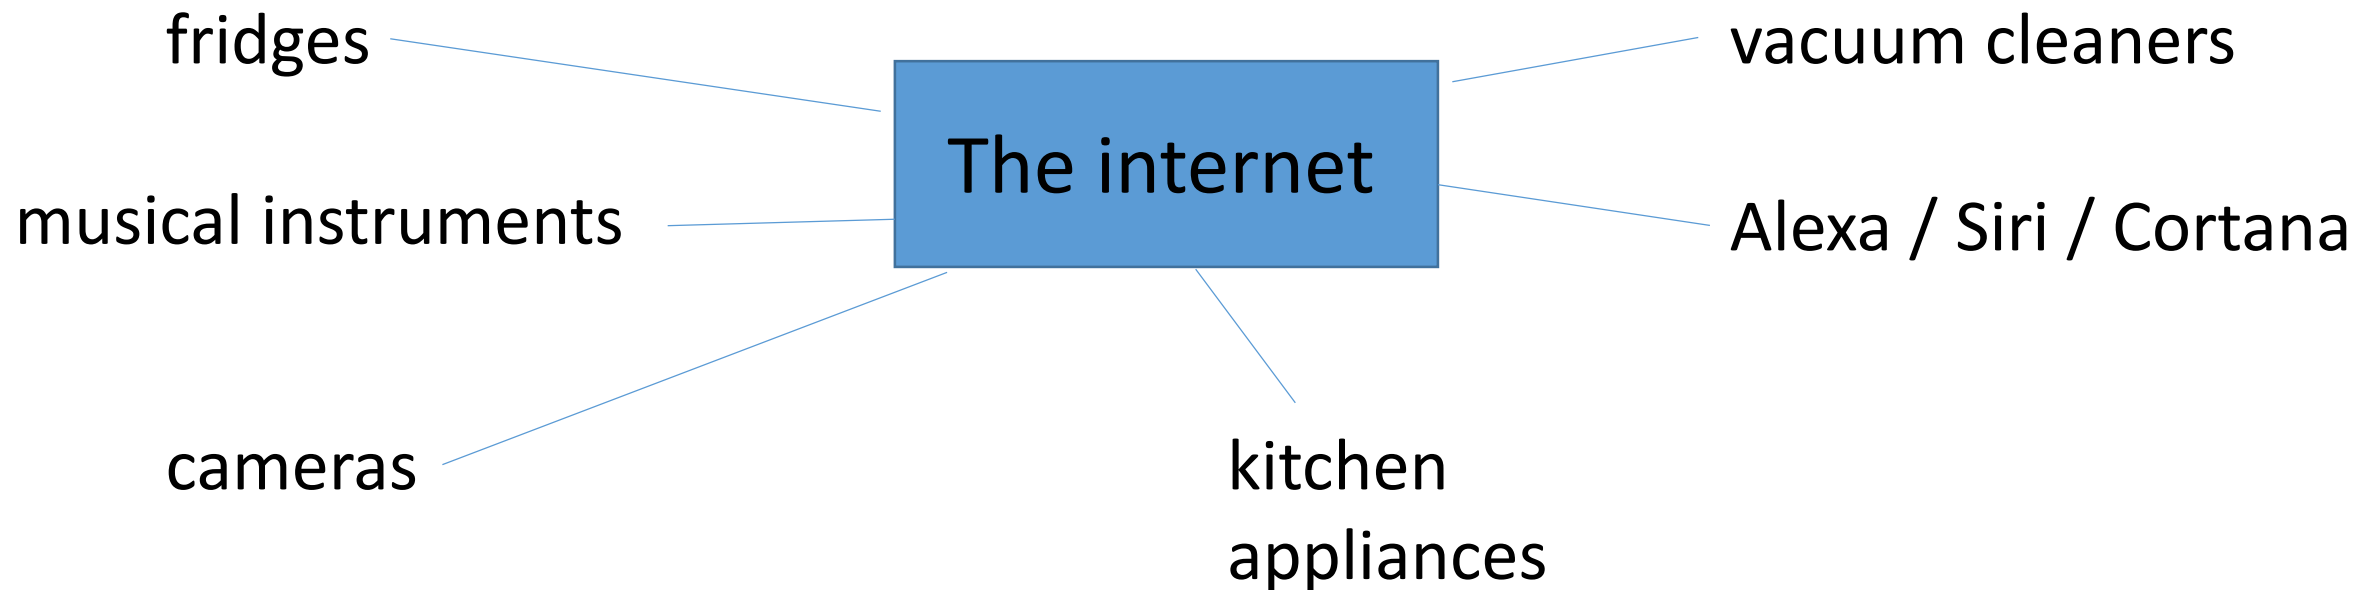 fridges
vacuum cleaners
The internet
musical instruments
Alexa / Siri / Cortana
cameras
kitchen
appliances